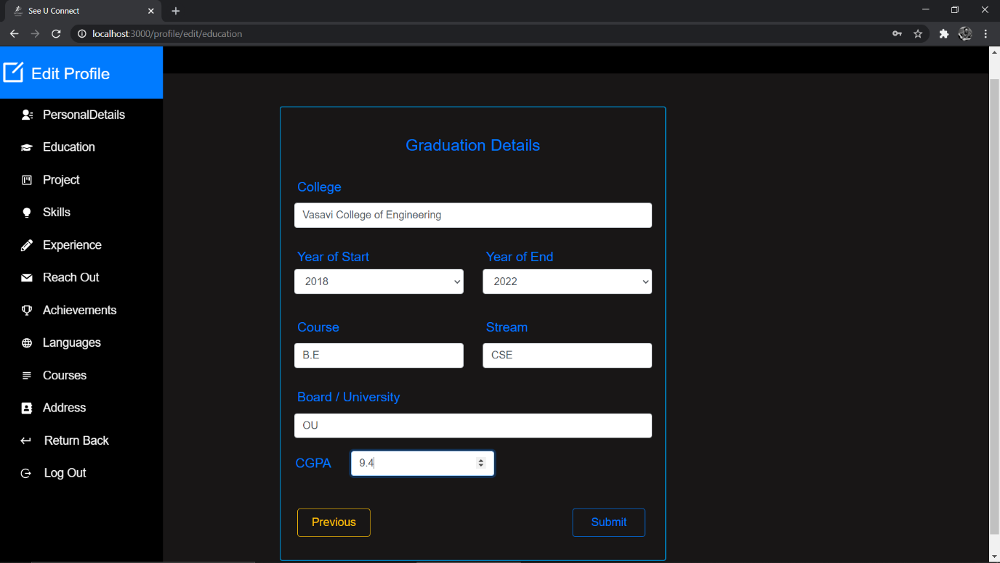 See U Connect
localhost:3000/profile/edit/education
Edit Profile
PersonalDetails
Education
Project
Skills
Experience
Reach Out
Achievements
Languages
Courses
Address
Return Back
Log Out
Graduation Details
College
Vasavi College of Engineering
Year of Start Year of End
2018 2022
Course Stream
B.E CSE
Board / University
OU
CGPA 9.4
Previous Submit